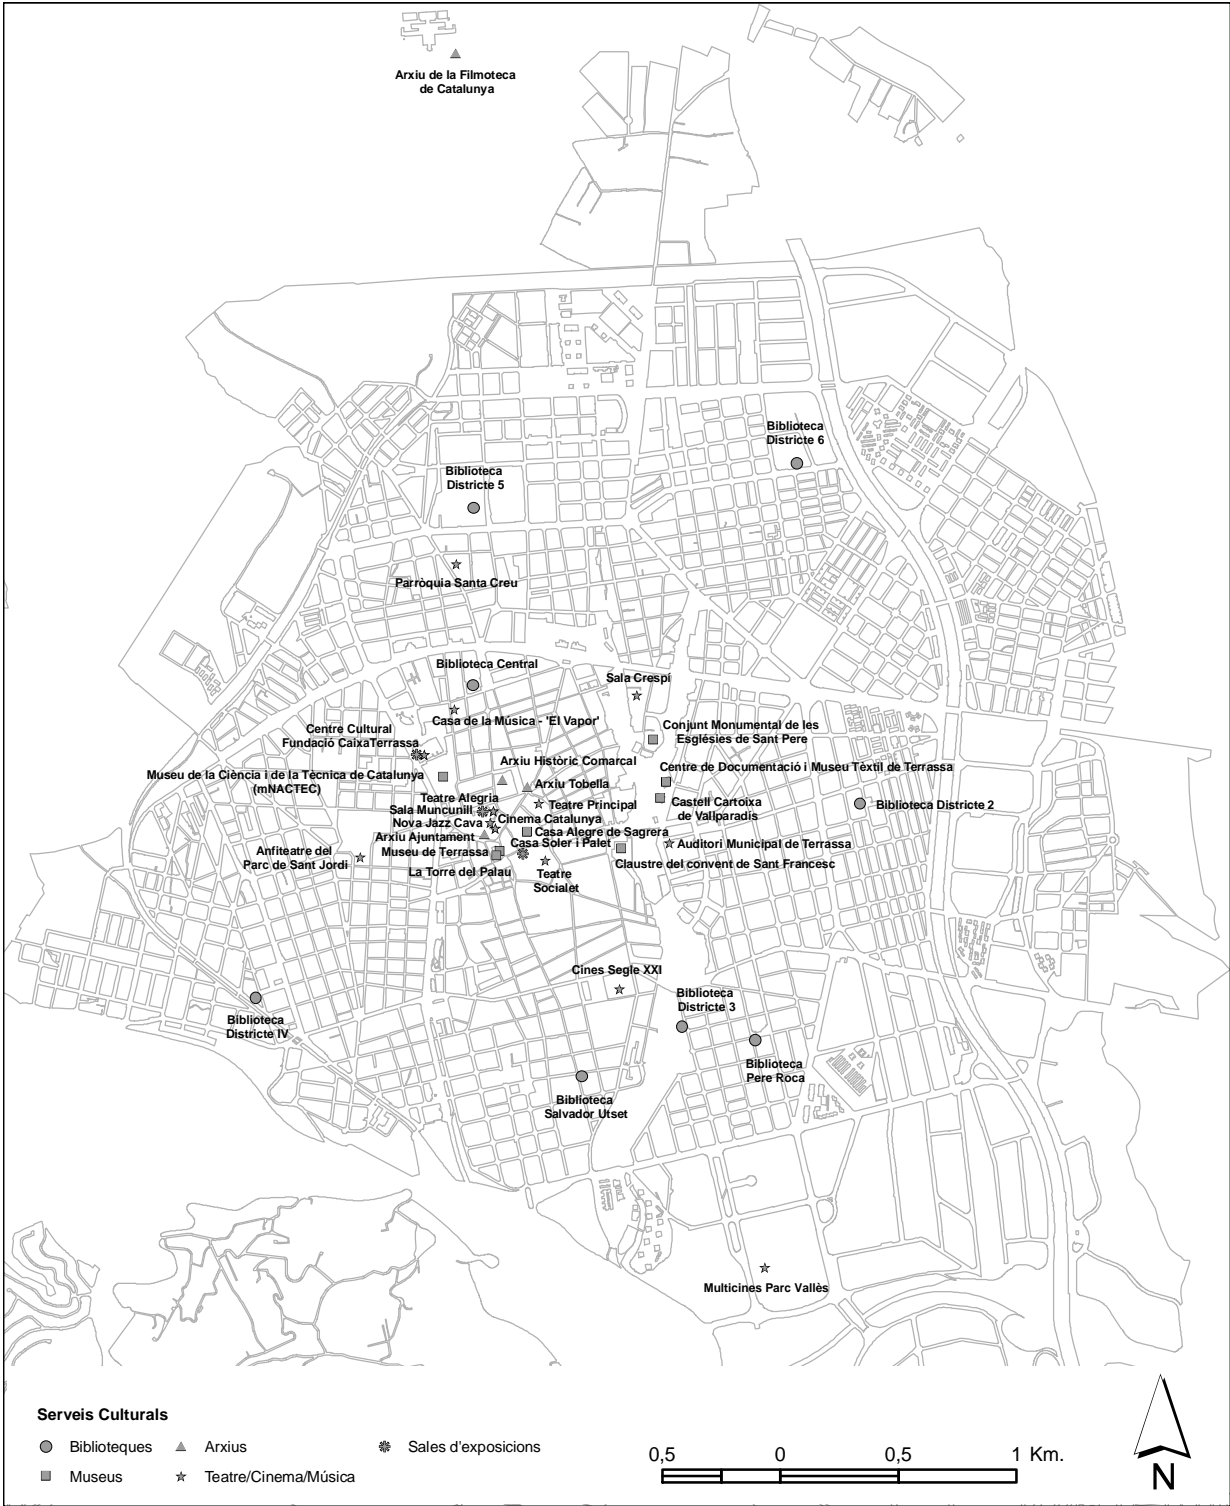 Arxiu de la Filmoteca
de Catalunya
Biblioteca
Districte 6
Biblioteca
Districte 5
Parròquia Santa Creu
Biblioteca Central
Sala Crespí
Casa de la Música - 'El Vapor'
Centre Cultural
Fundació CaixaTerrassa
Conjunt Monumental de les
Esglésies de Sant Pere
Arxiu Històric Comarcal
Centre de Documentació i Museu Tèxtil de Terrassa
Museu de la Ciència i de la Tècnica de Catalunya
(mNACTEC)
Arxiu Tobella
Teatre Alegria
Teatre Principal
Castell Cartoixa
de Vallparadís
Biblioteca Districte 2
Sala Muncunill
Nova Jazz Cava
Cinema Catalunya
Arxiu Ajuntament
Casa Alegre de Sagrera
Casa Soler i Palet
Auditori Municipal de Terrassa
Museu de Terrassa
Anfiteatre del
Parc de Sant Jordi
Claustre del convent de Sant Francesc
La Torre del Palau
Teatre
Socialet
Cines Segle XXI
Biblioteca
Districte 3
Biblioteca
Districte IV
Biblioteca
Pere Roca
Biblioteca
Salvador Utset
Multicines Parc Vallès
Serveis Culturals
Biblioteques
Arxius
Sales d'exposicions
Museus
Teatre/Cinema/Música
0,5 0 0,5 1 Km.
N